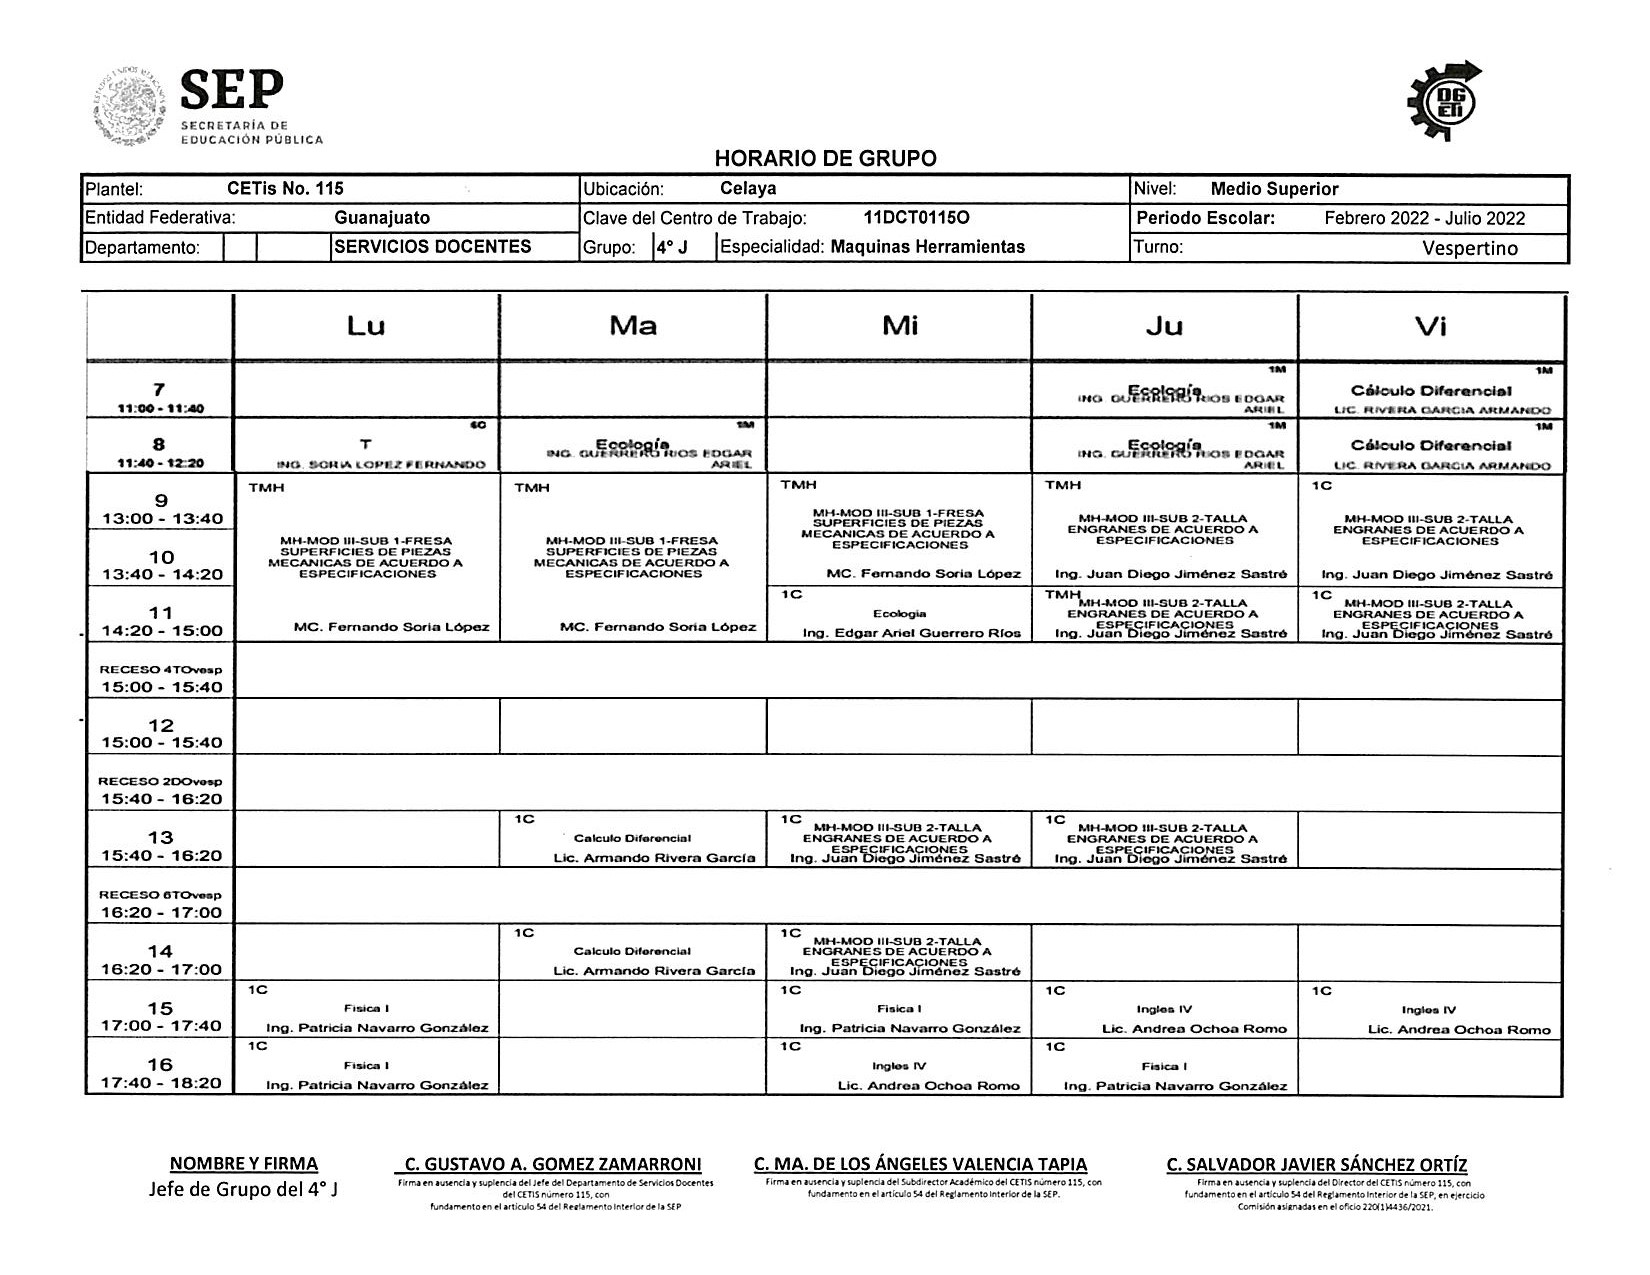 SEP
SECRETARÍA DE
EDUCACIÓN PÚBLICA
DG
ETI
HORARIO DE GRUPO
Plantel: CETis No. 115 Ubicación: Celaya Nivel: Medio Superior
Entidad Federativa: Guanajuato Clave del Centro de Trabajo: 11DCT0115O Periodo Escolar: Febrero 2022 - Julio 2022
Departamento: SERVICIOS DOCENTES Grupo: 4° J Especialidad: Maquinas Herramientas Turno: Vespertino
Lu Ma Mi Ju Vi
7
11:00 - 11:40
1M
Ecología
ING. GUERRERO RIOS EDGAR
ARIEL
1M
Cálculo Diferencial
LIC. RIVERA GARCIA ARMANDO
8
11:40 - 12:20
6C
T
ING. SORIA LOPEZ FERNANDO
1M
Ecología
ING. GUERRERO RIOS EDGAR
ARIEL
1M
Ecología
ING. GUERRERO RIOS EDGAR
ARIEL
1M
Cálculo Diferencial
LIC. RIVERA GARCIA ARMANDO
9
13:00 - 13:40
10
13:40 - 14:20
11
14:20 - 15:00
TMH
MH-MOD III-SUB 1-FRESA
SUPERFICIES DE PIEZAS
MECANICAS DE ACUERDO A
ESPECIFICACIONES
MC. Fernando Soria López
TMH
MH-MOD III-SUB 1-FRESA
SUPERFICIES DE PIEZAS
MECANICAS DE ACUERDO A
ESPECIFICACIONES
MC. Fernando Soria López
TMH
MH-MOD III-SUB 1-FRESA
SUPERFICIES DE PIEZAS
MECANICAS DE ACUERDO A
ESPECIFICACIONES
MC. Fernando Soria López
1C
Ecologia
Ing. Edgar Ariel Guerrero Ríos
TMH
MH-MOD III-SUB 2-TALLA
ENGRANES DE ACUERDO A
ESPECIFICACIONES
Ing. Juan Diego Jiménez Sastré
TMH
MH-MOD III-SUB 2-TALLA
ENGRANES DE ACUERDO A
ESPECIFICACIONES
Ing. Juan Diego Jiménez Sastré
1C
MH-MOD III-SUB 2-TALLA
ENGRANES DE ACUERDO A
ESPECIFICACIONES
Ing. Juan Diego Jiménez Sastré
1C
MH-MOD III-SUB 2-TALLA
ENGRANES DE ACUERDO A
ESPECIFICACIONES
Ing. Juan Diego Jiménez Sastré
RECESO 4TOvesp
15:00 - 15:40
12
15:00 - 15:40
RECESO 2DOvesp
15:40 - 16:20
13
15:40 - 16:20
1C
Calculo Diferencial
Lic. Armando Rivera García
1C
MH-MOD III-SUB 2-TALLA
ENGRANES DE ACUERDO A
ESPECIFICACIONES
Ing. Juan Diego Jiménez Sastré
1C
MH-MOD III-SUB 2-TALLA
ENGRANES DE ACUERDO A
ESPECIFICACIONES
Ing. Juan Diego Jiménez Sastré
RECESO 6TOvesp
16:20 - 17:00
14
16:20 - 17:00
1C
Calculo Diferencial
Lic. Armando Rivera García
1C
MH-MOD III-SUB 2-TALLA
ENGRANES DE ACUERDO A
ESPECIFICACIONES
Ing. Juan Diego Jiménez Sastré
15
17:00 - 17:40
1C
Fisica I
Ing. Patricia Navarro González
1C
Fisica I
Ing. Patricia Navarro González
1C
Ingles IV
Lic. Andrea Ochoa Romo
1C
Ingles IV
Lic. Andrea Ochoa Romo
16
17:40 - 18:20
1C
Fisica I
Ing. Patricia Navarro González
1C
Ingles IV
Lic. Andrea Ochoa Romo
1C
Fisica I
Ing. Patricia Navarro González
NOMBRE Y FIRMA
Jefe de Grupo del 4° J
C. GUSTAVO A. GOMEZ ZAMARRONI
Firma en ausencia y suplencia del Jefe del Departamento de Servicios Docentes
del CETIS número 115, con
fundamento en el artículo 54 del Reglamento Interior de la SEP
C. MA. DE LOS ÁNGELES VALENCIA TAPIA
Firma en ausencia y suplencia del Subdirector Académico del CETIS número 115, con
fundamento en el artículo 54 del Reglamento Interior de la SEP.
C. SALVADOR JAVIER SÁNCHEZ ORTÍZ
Firma en ausencia y suplencia del Director del CETIS número 115, con
fundamento en el artículo 54 del Reglamento Interior de la SEP, en ejercicio
Comisión asignadas en el oficio 220(1)4436/2021.